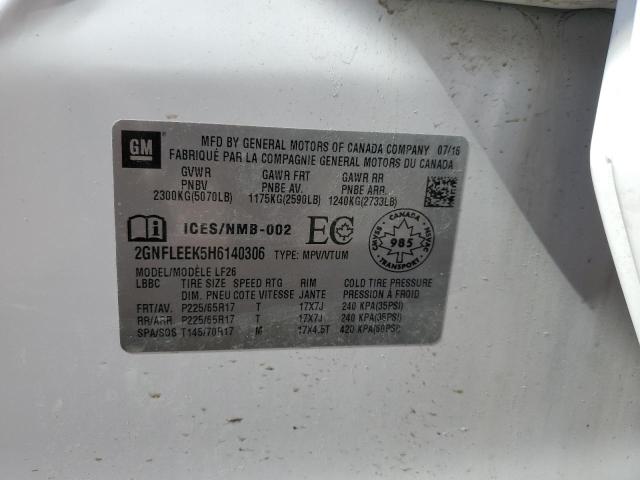 GM
MFD BY GENERAL MOTORS OF CANADA COMPANY 07/16
FABRIQUÉ PAR LA COMPAGNIE GENERAL MOTORS DU CANADA
GVWR GAWR FRT GAWR RR
PNBV PNBE AV. PNBE ARR.
2300KG(5070LB) 1175KG(2590LB) 1240KG(2733LB)
ICES/NMB-002 EC
CANADA
CMVSS 985 NSVAC
TRANSPORT
2GNFLEEK5H6140306 TYPE: MPV/VTUM
MODEL/MODÈLE LF26
LBBC TIRE SIZE SPEED RTG RIM COLD TIRE PRESSURE
DIM. PNEU COTE VITESSE JANTE PRESSION À FROID
FRT/AV. P225/65R17 T 17X7J 240 KPA(35PSI)
RR/ARR P225/65R17 T 17X7J 240 KPA(35PSI)
SPA/SOS T145/70R17 M 17X4.5T 420 KPA(60PSI)